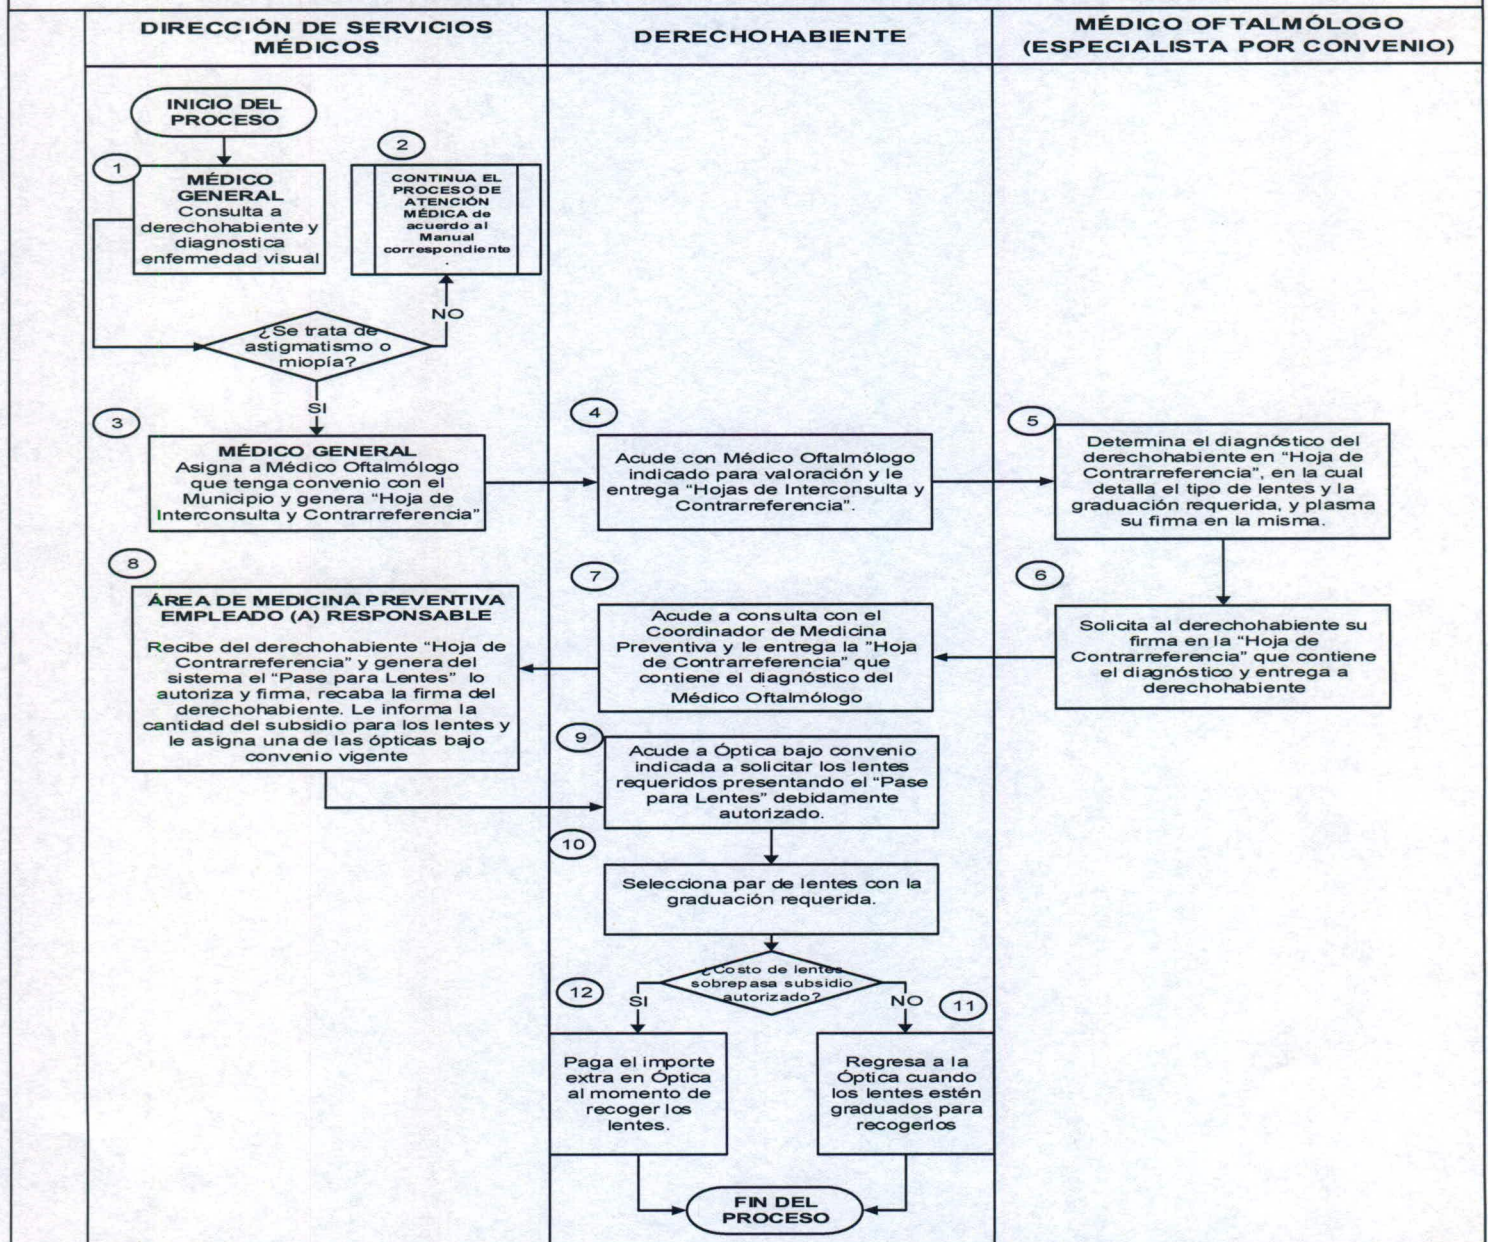 DIRECCIÓN DE SERVICIOS
MÉDICOS
DERECHOHABIENTE
MÉDICO OFTALMÓLOGO
(ESPECIALISTA POR CONVENIO)
INICIO DEL
PROCESO
1
MÉDICO
GENERAL
Consulta a
derechohabiente y
diagnostica
enfermedad visual
2
CONTINUA EL
PROCESO DE
ATENCIÓN
MÉDICA de
acuerdo al
Manual
correspondiente
.
NO
¿Se trata de
astigmatismo o
miopía?
SI
3
MÉDICO GENERAL
Asigna a Médico Oftalmólogo
que tenga convenio con el
Municipio y genera “Hoja de
Interconsulta y Contrarreferencia”
4
Acude con Médico Oftalmólogo
indicado para valoración y le
entrega “Hojas de Interconsulta y
Contrarreferencia”.
5
Determina el diagnóstico del
derechohabiente en “Hoja de
Contrarreferencia”, en la cual
detalla el tipo de lentes y la
graduación requerida, y plasma
su firma en la misma.
6
Solicita al derechohabiente su
firma en la “Hoja de
Contrarreferencia” que contiene
el diagnóstico y entrega a
derechohabiente
7
Acude a consulta con el
Coordinador de Medicina
Preventiva y le entrega la “Hoja
de Contrarreferencia” que
contiene el diagnóstico del
Médico Oftalmólogo
8
ÁREA DE MEDICINA PREVENTIVA
EMPLEADO (A) RESPONSABLE
Recibe del derechohabiente “Hoja de
Contrarreferencia” y genera del
sistema el “Pase para Lentes” lo
autoriza y firma, recaba la firma del
derechohabiente. Le informa la
cantidad del subsidio para los lentes y
le asigna una de las ópticas bajo
convenio vigente
9
Acude a Óptica bajo convenio
indicada a solicitar los lentes
requeridos presentando el “Pase
para Lentes” debidamente
autorizado.
10
Selecciona par de lentes con la
graduación requerida.
¿Costo de lentes
sobrepasa subsidio
autorizado?
12
SI
NO
11
Paga el importe
extra en Óptica
al momento de
recoger los
lentes.
Regresa a la
Óptica cuando
los lentes estén
graduados para
recogerlos
FIN DEL
PROCESO